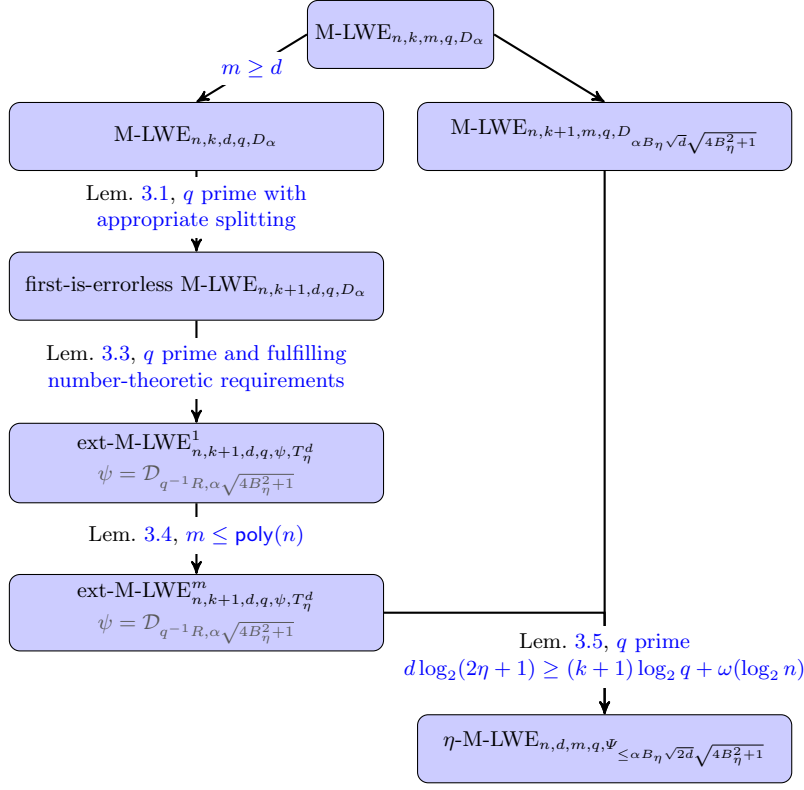 M-LWE_{n,k,m,q,D_α}
m ≥ d
M-LWE_{n,k,d,q,D_α}
M-LWE_{n,k+1,m,q,D_{αB_η√d√(4B_η^2+1)}}
Lem. 3.1, q prime with
appropriate splitting
first-is-errorless M-LWE_{n,k+1,d,q,D_α}
Lem. 3.3, q prime and fulfilling
number-theoretic requirements
ext-M-LWE^1_{n,k+1,d,q,ψ,T_η^d}
ψ = 𝒟_{q^{-1}R,α√(4B_η^2+1)}
Lem. 3.4, m ≤ poly(n)
ext-M-LWE^m_{n,k+1,d,q,ψ,T_η^d}
ψ = 𝒟_{q^{-1}R,α√(4B_η^2+1)}
Lem. 3.5, q prime
d log_2(2η + 1) ≥ (k + 1) log_2 q + ω(log_2 n)
η-M-LWE_{n,d,m,q,Ψ_{≤αB_η√(2d)√(4B_η^2+1)}}